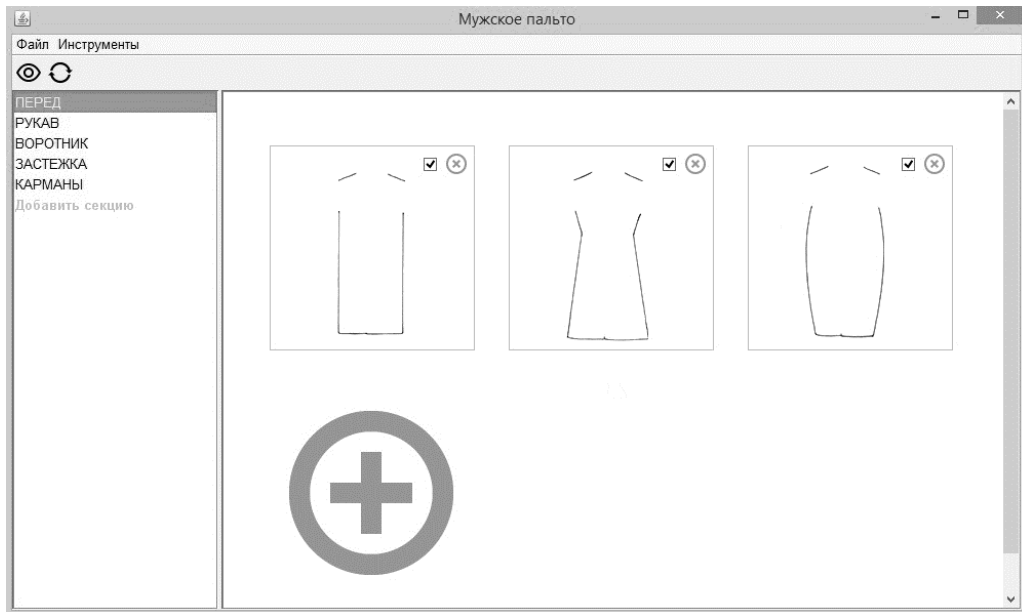 Мужское пальто
Файл Инструменты
ПЕРЕД
РУКАВ
ВОРОТНИК
ЗАСТЕЖКА
КАРМАНЫ
Добавить секцию